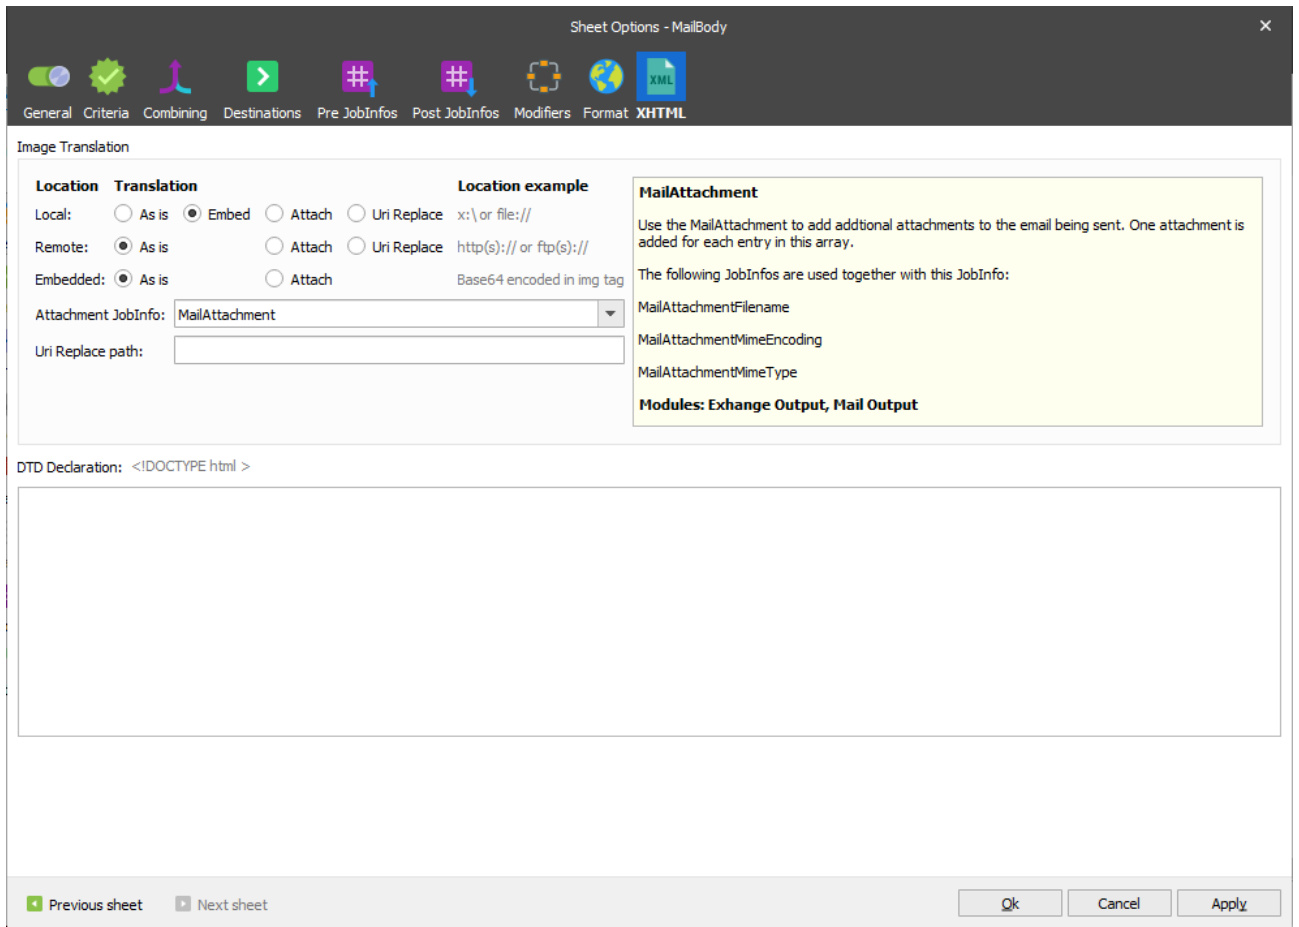 Sheet Options - MailBody
XML
General Criteria Combining Destinations Pre JobInfos Post JobInfos Modifiers Format XHTML
Image Translation
Location Translation Location example
Local: As is Embed Attach Uri Replace x:\ or file://
Remote: As is Attach Uri Replace http(s):// or ftp(s)://
Embedded: As is Attach Base64 encoded in img tag
Attachment JobInfo: MailAttachment
Uri Replace path:
MailAttachment
Use the MailAttachment to add addtional attachments to the email being sent. One attachment is
added for each entry in this array.
The following JobInfos are used together with this JobInfo:
MailAttachmentFilename
MailAttachmentMimeEncoding
MailAttachmentMimeType
Modules: Exhange Output, Mail Output
DTD Declaration: <!DOCTYPE html >
Previous sheet Next sheet Ok Cancel Apply